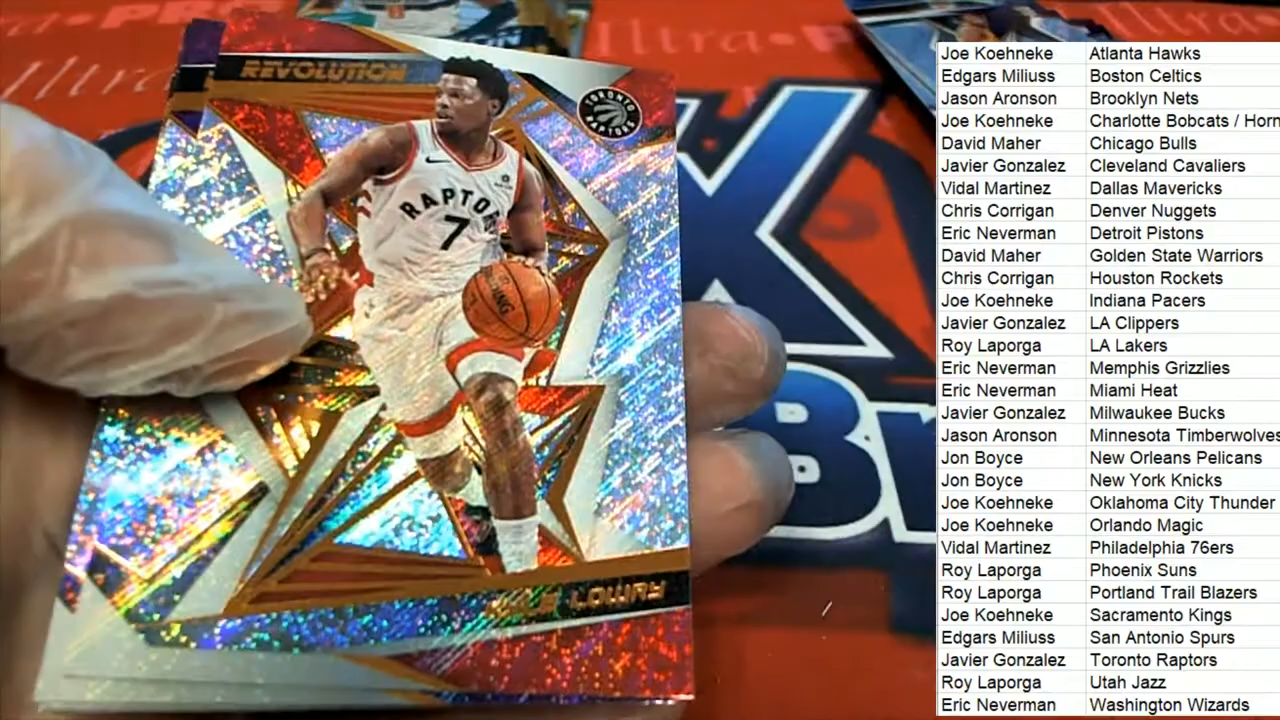 REVOLUTION
TORONTO RAPTORS
RAPTO
7
KYLE LOWRY
Ultra PRO
Joe Koehneke Atlanta Hawks
Edgars Miliuss Boston Celtics
Jason Aronson Brooklyn Nets
Joe Koehneke Charlotte Bobcats / Horn
David Maher Chicago Bulls
Javier Gonzalez Cleveland Cavaliers
Vidal Martinez Dallas Mavericks
Chris Corrigan Denver Nuggets
Eric Neverman Detroit Pistons
David Maher Golden State Warriors
Chris Corrigan Houston Rockets
Joe Koehneke Indiana Pacers
Javier Gonzalez LA Clippers
Roy Laporga LA Lakers
Eric Neverman Memphis Grizzlies
Eric Neverman Miami Heat
Javier Gonzalez Milwaukee Bucks
Jason Aronson Minnesota Timberwolves
Jon Boyce New Orleans Pelicans
Jon Boyce New York Knicks
Joe Koehneke Oklahoma City Thunder
Joe Koehneke Orlando Magic
Vidal Martinez Philadelphia 76ers
Roy Laporga Phoenix Suns
Roy Laporga Portland Trail Blazers
Joe Koehneke Sacramento Kings
Edgars Miliuss San Antonio Spurs
Javier Gonzalez Toronto Raptors
Roy Laporga Utah Jazz
Eric Neverman Washington Wizards